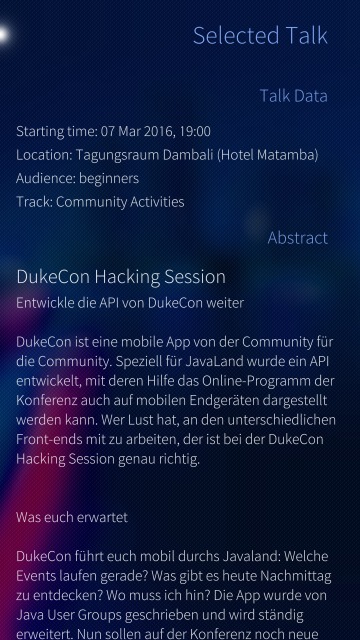 Selected Talk
Talk Data
Starting time: 07 Mar 2016, 19:00
Location: Tagungsraum Dambali (Hotel Matamba)
Audience: beginners
Track: Community Activities
Abstract
DukeCon Hacking Session
Entwickle die API von DukeCon weiter
DukeCon ist eine mobile App von der Community für
die Community. Speziell für JavaLand wurde ein API
entwickelt, mit deren Hilfe das Online-Programm der
Konferenz auch auf mobilen Endgeräten dargestellt
werden kann. Wer Lust hat, an den unterschiedlichen
Front-ends mit zu arbeiten, der ist bei der DukeCon
Hacking Session genau richtig.
Was euch erwartet
DukeCon führt euch mobil durchs Javaland: Welche
Events laufen gerade? Was gibt es heute Nachmittag
zu entdecken? Wo muss ich hin? Die App wurde von
Java User Groups geschrieben und wird ständig
erweitert. Nun sollen auf der Konferenz noch neue